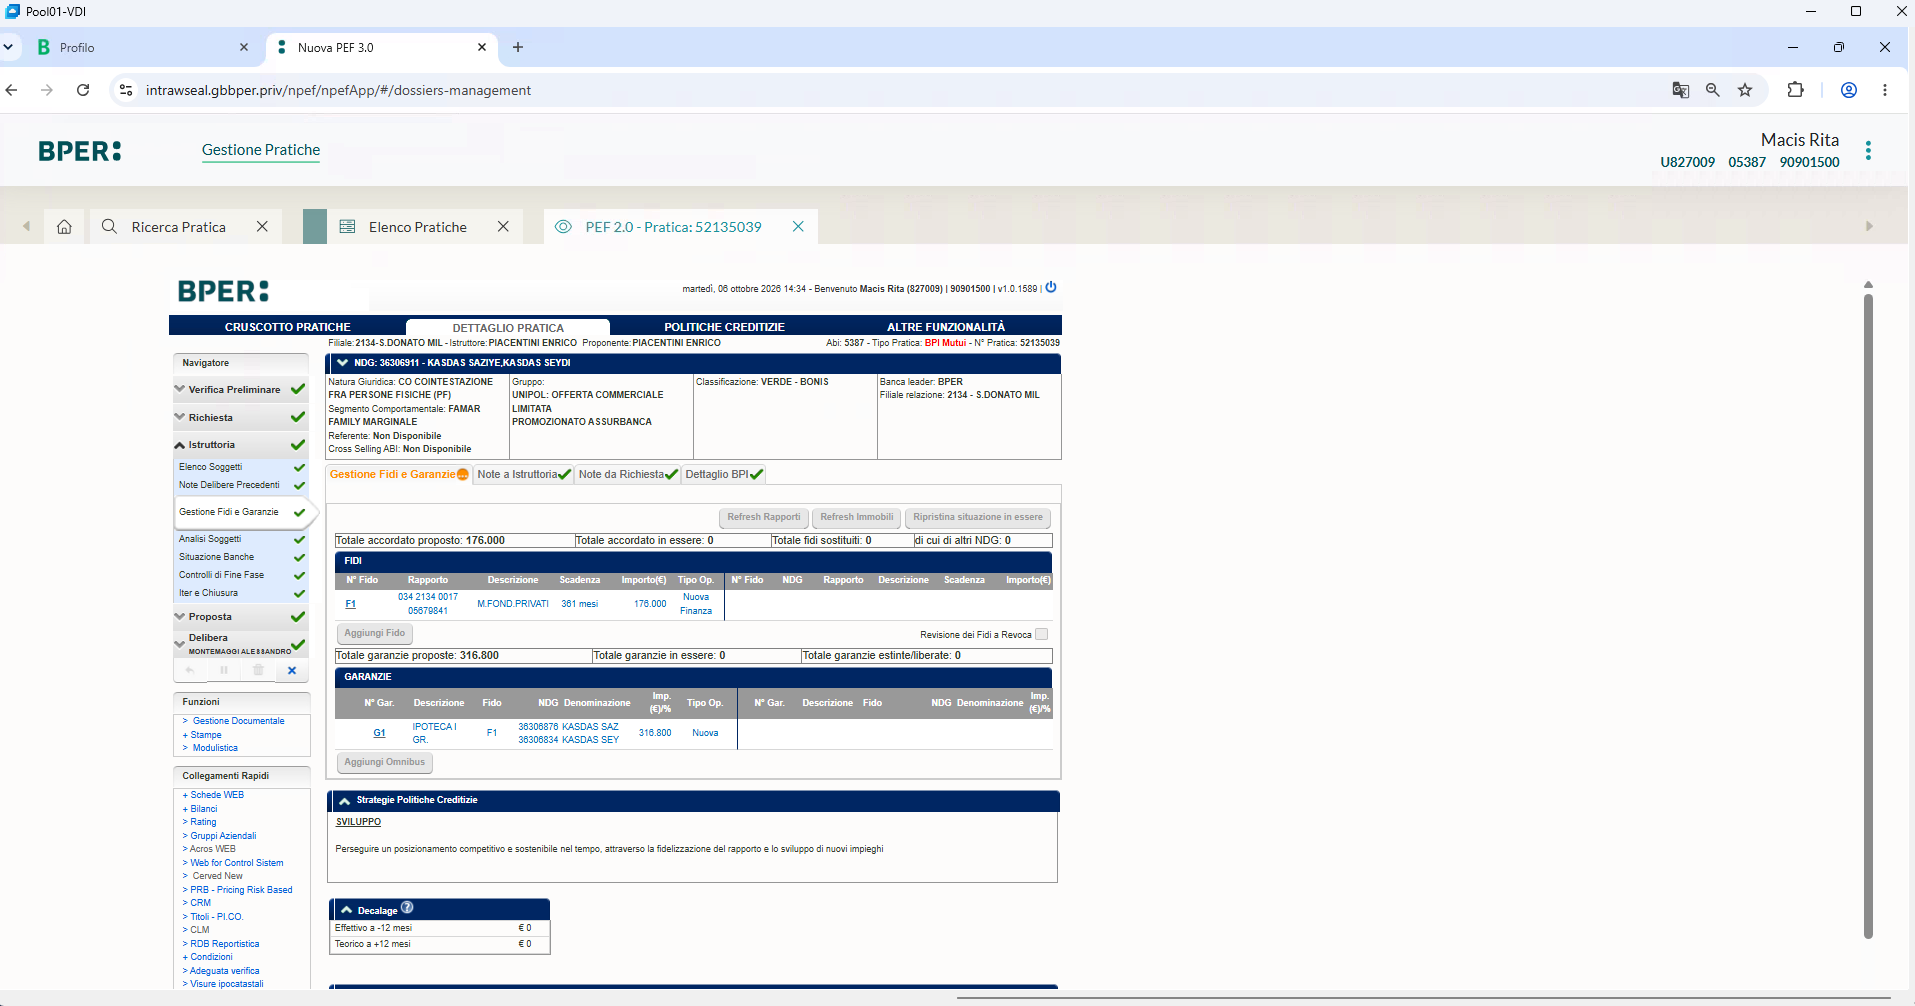 Pool01-VDI
Profilo
Nuova PEF 3.0
intrawseal.gbbper.priv/npef/npefApp/#/dossiers-management
BPER:
Gestione Pratiche
Macis Rita
U827009 05387 90901500
Ricerca Pratica
Elenco Pratiche
PEF 2.0 - Pratica: 52135039
BPER:
martedì, 06 ottobre 2026 14:34 - Benvenuto Macis Rita (827009) | 90901500 | v1.0.1589 |
CRUSCOTTO PRATICHE DETTAGLIO PRATICA POLITICHE CREDITIZIE ALTRE FUNZIONALITÀ
Filiale: 2134-S.DONATO MIL - Istruttore: PIACENTINI ENRICO Proponente: PIACENTINI ENRICO Abi: 5387 - Tipo Pratica: BPI Mutui - N° Pratica: 52135039
Navigatore
Verifica Preliminare
Richiesta
Istruttoria
Elenco Soggetti
Note Delibere Precedenti
Gestione Fidi e Garanzie
Analisi Soggetti
Situazione Banche
Controlli di Fine Fase
Iter e Chiusura
Proposta
Delibera
MONTEMAGGI ALESSANDRO
Funzioni
> Gestione Documentale
+ Stampe
> Modulistica
Collegamenti Rapidi
+ Schede WEB
+ Bilanci
> Rating
> Gruppi Aziendali
> Acros WEB
> Web for Control Sistem
> Cerved New
> PRB - Pricing Risk Based
> CRM
> Titoli - PI.CO.
> CLM
> RDB Reportistica
+ Condizioni
> Adeguata verifica
> Visure ipocatastali
NDG: 36306911 - KASDAS SAZIYE,KASDAS SEYDI
Natura Giuridica: CO COINTESTAZIONE
FRA PERSONE FISICHE (PF)
Segmento Comportamentale: FAMAR
FAMILY MARGINALE
Referente: Non Disponibile
Cross Selling ABI: Non Disponibile
Gruppo:
UNIPOL: OFFERTA COMMERCIALE
LIMITATA
PROMOZIONATO ASSURBANCA
Classificazione: VERDE - BONIS
Banca leader: BPER
Filiale relazione: 2134 - S.DONATO MIL
Gestione Fidi e Garanzie Note a Istruttoria Note da Richiesta Dettaglio BPI
Refresh Rapporti Refresh Immobili Ripristina situazione in essere
Totale accordato proposto: 176.000 Totale accordato in essere: 0 Totale fidi sostituiti: 0 di cui di altri NDG: 0
FIDI
N° Fido Rapporto Descrizione Scadenza Importo(€) Tipo Op. N° Fido NDG Rapporto Descrizione Scadenza Importo(€)
F1 034 2134 0017 05679841 M.FOND.PRIVATI 361 mesi 176.000 Nuova Finanza
Aggiungi Fido Revisione dei Fidi a Revoca
Totale garanzie proposte: 316.800 Totale garanzie in essere: 0 Totale garanzie estinte/liberate: 0
GARANZIE
N° Gar. Descrizione Fido NDG Denominazione Imp. (€)/% Tipo Op. N° Gar. Descrizione Fido NDG Denominazione Imp. (€)/%
G1 IPOTECA I GR. F1 36306876 KASDAS SAZ 36306834 KASDAS SEY 316.800 Nuova
Aggiungi Omnibus
Strategie Politiche Creditizie
SVILUPPO
Perseguire un posizionamento competitivo e sostenibile nel tempo, attraverso la fidelizzazione del rapporto e lo sviluppo di nuovi impieghi
Decalage ?
Effettivo a -12 mesi € 0
Teorico a +12 mesi € 0